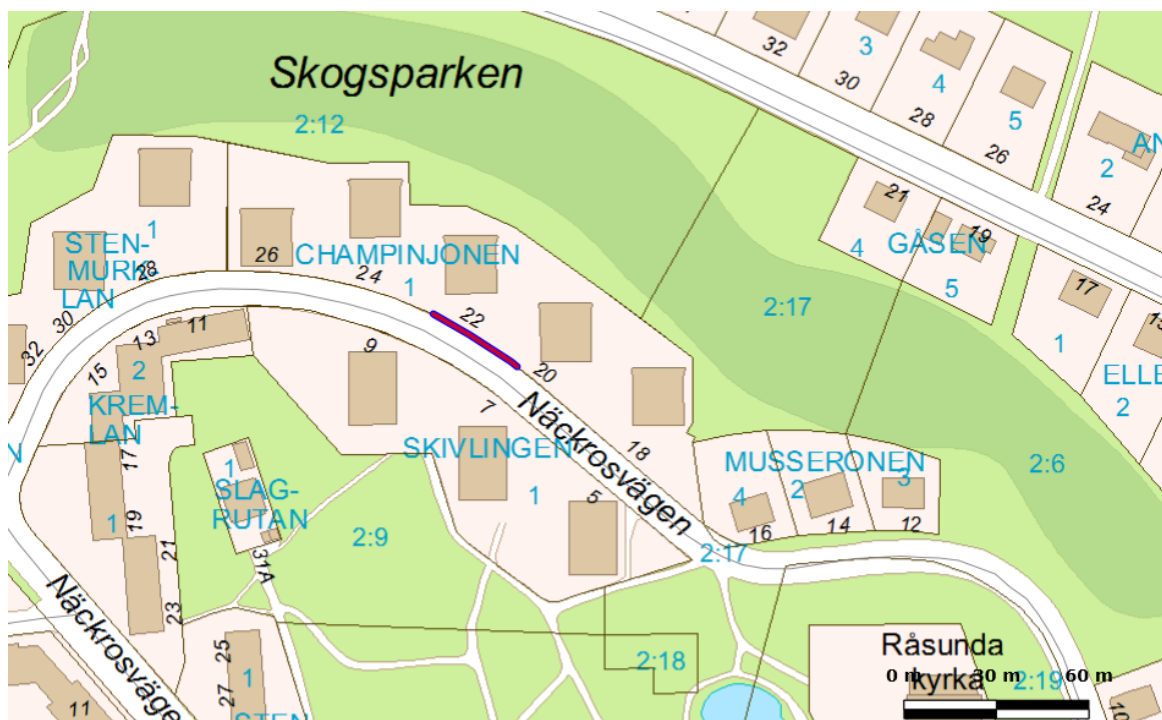 32
3
Skogsparken
30
4
28
5
2:12
26
2
24
21
19
1
GÅSEN
4
STEN-
MURK-
LAN
28
26
CHAMPINJONEN
24
1
17
5
30
22
2:17
11
13
32
9
1
15
2
20
ELLE
2
KREM-
LAN
7
Näckrosvägen
18
SKIVLINGEN
MUSSERONEN
2:6
17
1
2
3
4
1
SLAG-
RUTAN
5
19
1
16
14
12
2:9
21
2:17
31A
Näckrosvägen
23
25
Råsunda
kyrka
2:18
1
2:19
0 m 30 m 60 m
27
11
10
STEN